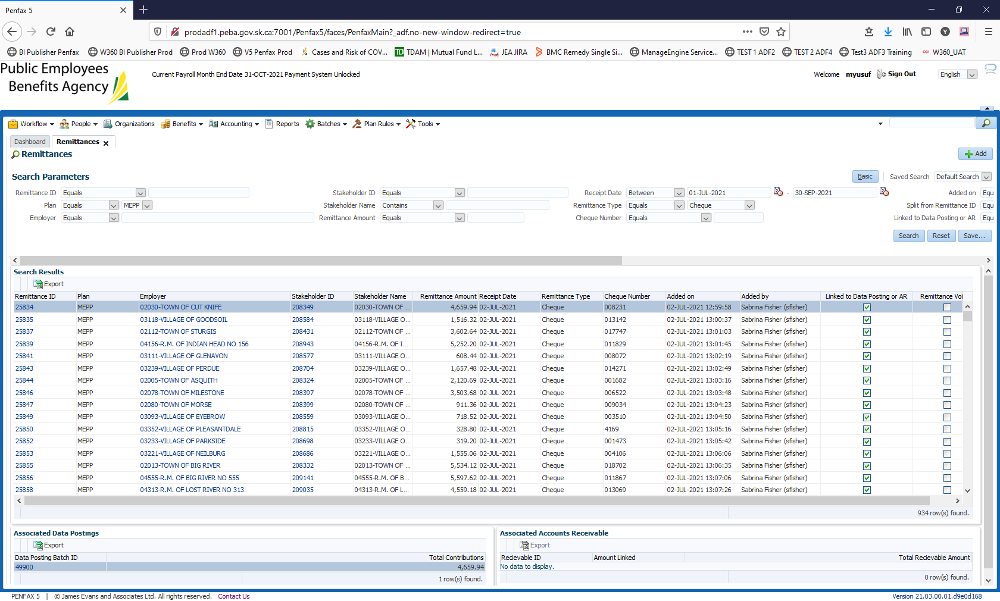 Penfax 5
prodadf1.peba.gov.sk.ca:7001/Penfax5/faces/PenfaxMain?_adf.no-new-window-redirect=true
BI Publisher Penfax W360 BI Publisher Prod Prod W360 V5 Penfax Prod Cases and Risk of COV... TDAM | Mutual Fund L... JEA JIRA BMC Remedy Single Si... ManageEngine Service... TEST 1 ADF2 TEST 2 ADF4 Test3 ADF3 Training W360_UAT
Public Employees
Benefits Agency
Current Payroll Month End Date 31-OCT-2021 Payment System Unlocked
Welcome myusuf Sign Out English
Workflow People Organizations Benefits Accounting Reports Batches Plan Rules Tools
Dashboard Remittances
Remittances
Add
Search Parameters
Basic Saved Search Default Search
Remittance ID Equals Stakeholder ID Equals Receipt Date Between 01-JUL-2021 - 30-SEP-2021 Added on Equ
Plan Equals MEPP Stakeholder Name Contains Remittance Type Equals Cheque Split from Remittance ID Equ
Employer Equals Remittance Amount Equals Cheque Number Equals Linked to Data Posting or AR Equ
Search Reset Save...
Search Results
Export
Remittance ID Plan Employer Stakeholder ID Stakeholder Name Remittance Amount Receipt Date Remittance Type Cheque Number Added on Added by Linked to Data Posting or AR Remittance Voi
25834 MEPP 02030-TOWN OF CUT KNIFE 208349 02030-TOWN OF ... 4,659.94 02-JUL-2021 Cheque 008231 02-JUL-2021 12:59:58 Sabrina Fisher (sfisher)
25835 MEPP 03118-VILLAGE OF GOODSOIL 208584 03118-VILLAGE O... 1,516.32 02-JUL-2021 Cheque 013142 02-JUL-2021 13:00:37 Sabrina Fisher (sfisher)
25837 MEPP 02112-TOWN OF STURGIS 208431 02112-TOWN OF ... 3,602.64 02-JUL-2021 Cheque 017747 02-JUL-2021 13:01:03 Sabrina Fisher (sfisher)
25839 MEPP 04156-R.M. OF INDIAN HEAD NO 156 208943 04156-R.M. OF I... 5,252.20 02-JUL-2021 Cheque 011829 02-JUL-2021 13:01:45 Sabrina Fisher (sfisher)
25841 MEPP 03111-VILLAGE OF GLENAVON 208577 03111-VILLAGE O... 608.44 02-JUL-2021 Cheque 008072 02-JUL-2021 13:02:19 Sabrina Fisher (sfisher)
25843 MEPP 03239-VILLAGE OF PERDUE 208704 03239-VILLAGE O... 1,657.48 02-JUL-2021 Cheque 014271 02-JUL-2021 13:02:49 Sabrina Fisher (sfisher)
25844 MEPP 02005-TOWN OF ASQUITH 208324 02005-TOWN OF ... 2,120.69 02-JUL-2021 Cheque 001682 02-JUL-2021 13:03:16 Sabrina Fisher (sfisher)
25846 MEPP 02078-TOWN OF MILESTONE 208397 02078-TOWN OF ... 3,503.68 02-JUL-2021 Cheque 006522 02-JUL-2021 13:03:48 Sabrina Fisher (sfisher)
25847 MEPP 02080-TOWN OF MORSE 208399 02080-TOWN OF ... 911.36 02-JUL-2021 Cheque 009034 02-JUL-2021 13:04:23 Sabrina Fisher (sfisher)
25849 MEPP 03093-VILLAGE OF EYEBROW 208559 03093-VILLAGE O... 718.52 02-JUL-2021 Cheque 003510 02-JUL-2021 13:04:50 Sabrina Fisher (sfisher)
25850 MEPP 03352-VILLAGE OF PLEASANTDALE 208815 03352-VILLAGE O... 328.80 02-JUL-2021 Cheque 4169 02-JUL-2021 13:05:16 Sabrina Fisher (sfisher)
25852 MEPP 03233-VILLAGE OF PARKSIDE 208698 03233-VILLAGE O... 319.20 02-JUL-2021 Cheque 001473 02-JUL-2021 13:05:42 Sabrina Fisher (sfisher)
25853 MEPP 03221-VILLAGE OF NEILBURG 208686 03221-VILLAGE O... 1,555.06 02-JUL-2021 Cheque 004106 02-JUL-2021 13:06:06 Sabrina Fisher (sfisher)
25855 MEPP 02013-TOWN OF BIG RIVER 208332 02013-TOWN OF ... 5,534.12 02-JUL-2021 Cheque 018702 02-JUL-2021 13:06:35 Sabrina Fisher (sfisher)
25856 MEPP 04555-R.M. OF BIG RIVER NO 555 209141 04555-R.M. OF B... 5,597.62 02-JUL-2021 Cheque 011867 02-JUL-2021 13:07:06 Sabrina Fisher (sfisher)
25858 MEPP 04313-R.M. OF LOST RIVER NO 313 209035 04313-R.M. OF L... 4,559.18 02-JUL-2021 Cheque 013069 02-JUL-2021 13:07:26 Sabrina Fisher (sfisher)
934 row(s) found.
Associated Data Postings Associated Accounts Receivable
Export Export
Data Posting Batch ID Total Contributions Recievable ID Amount Linked Total Recievable Amount
49900 4,659.94 No data to display.
1 row(s) found. 0 row(s) found.
PENFAX 5 | © James Evans and Associates Ltd. All rights reserved. Contact Us Version 21.03.00.01.d9e0d168